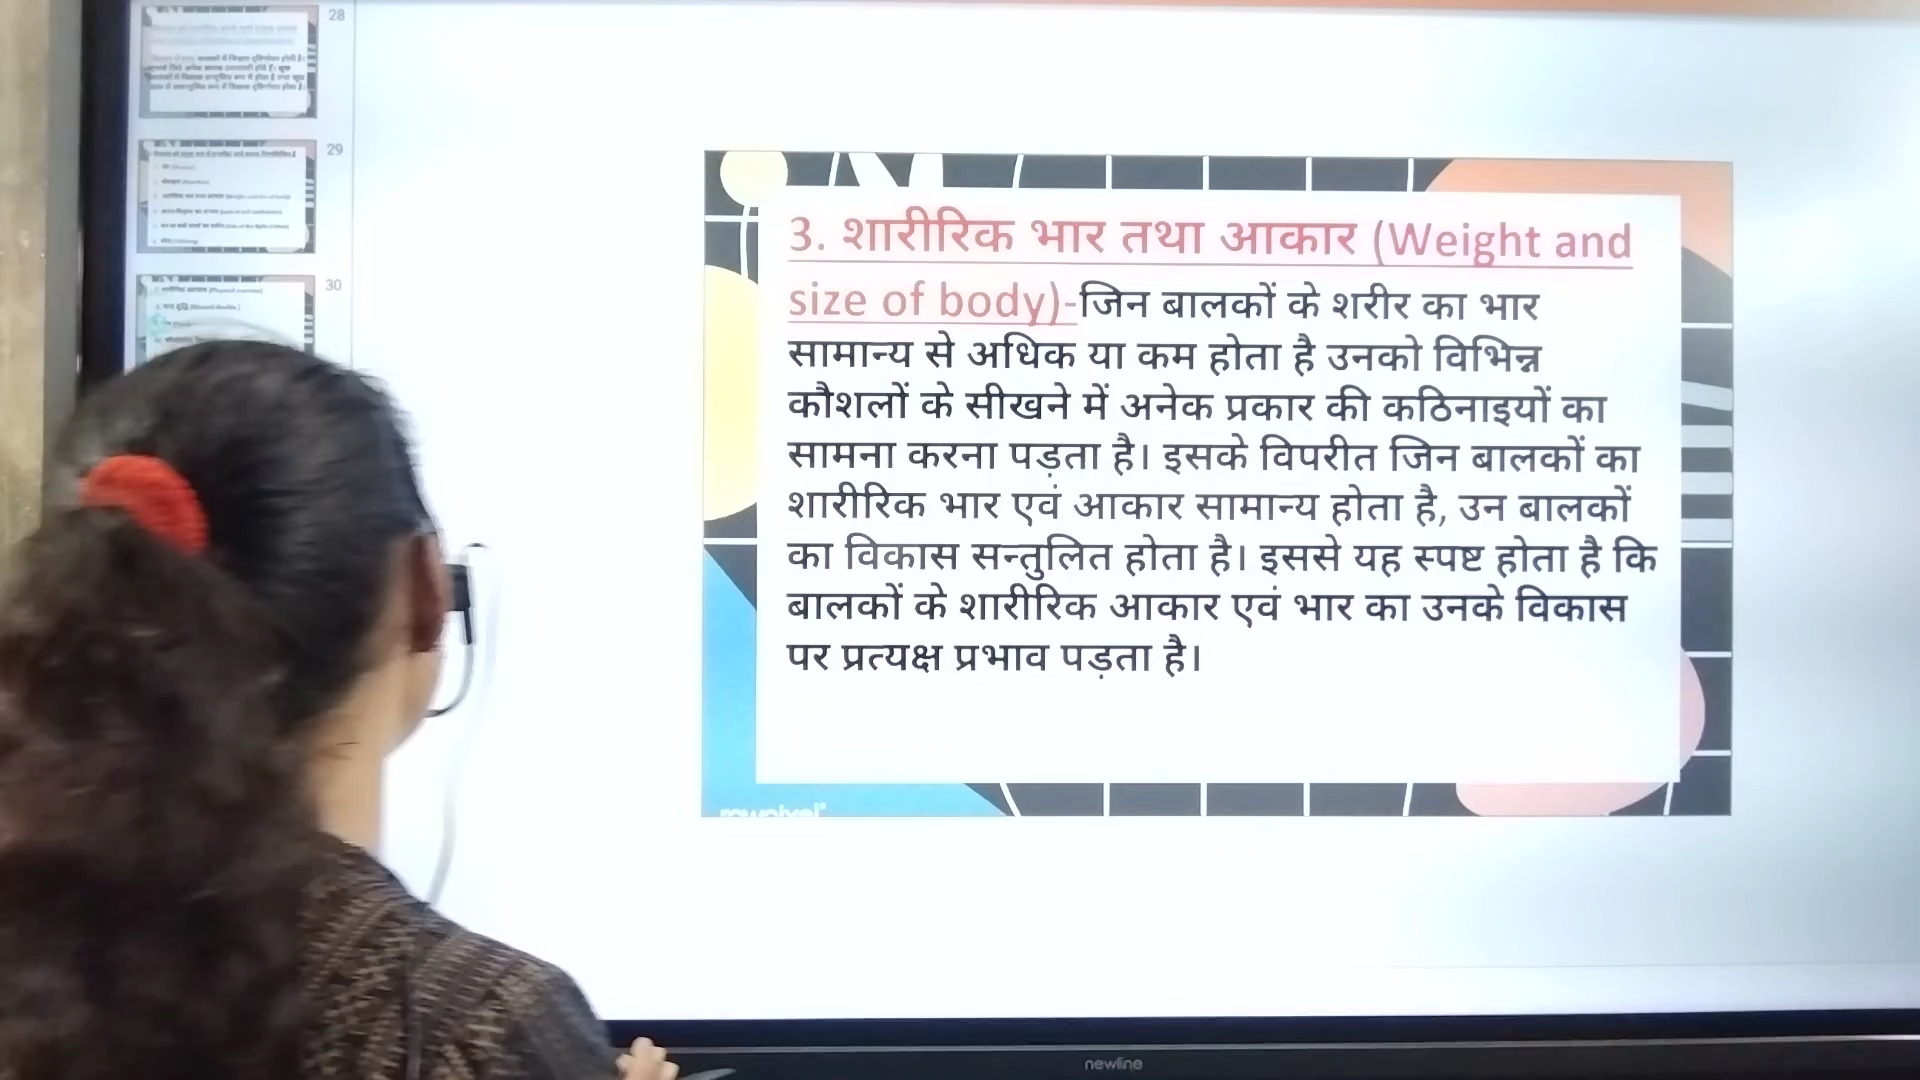 28
29
30
3. शारीरिक भार तथा आकार (Weight and
size of body)-जिन बालकों के शरीर का भार
सामान्य से अधिक या कम होता है उनको विभिन्न
कौशलों के सीखने में अनेक प्रकार की कठिनाइयों का
सामना करना पड़ता है। इसके विपरीत जिन बालकों का
शारीरिक भार एवं आकार सामान्य होता है, उन बालकों
का विकास सन्तुलित होता है। इससे यह स्पष्ट होता है कि
बालकों के शारीरिक आकार एवं भार का उनके विकास
पर प्रत्यक्ष प्रभाव पड़ता है।
newline